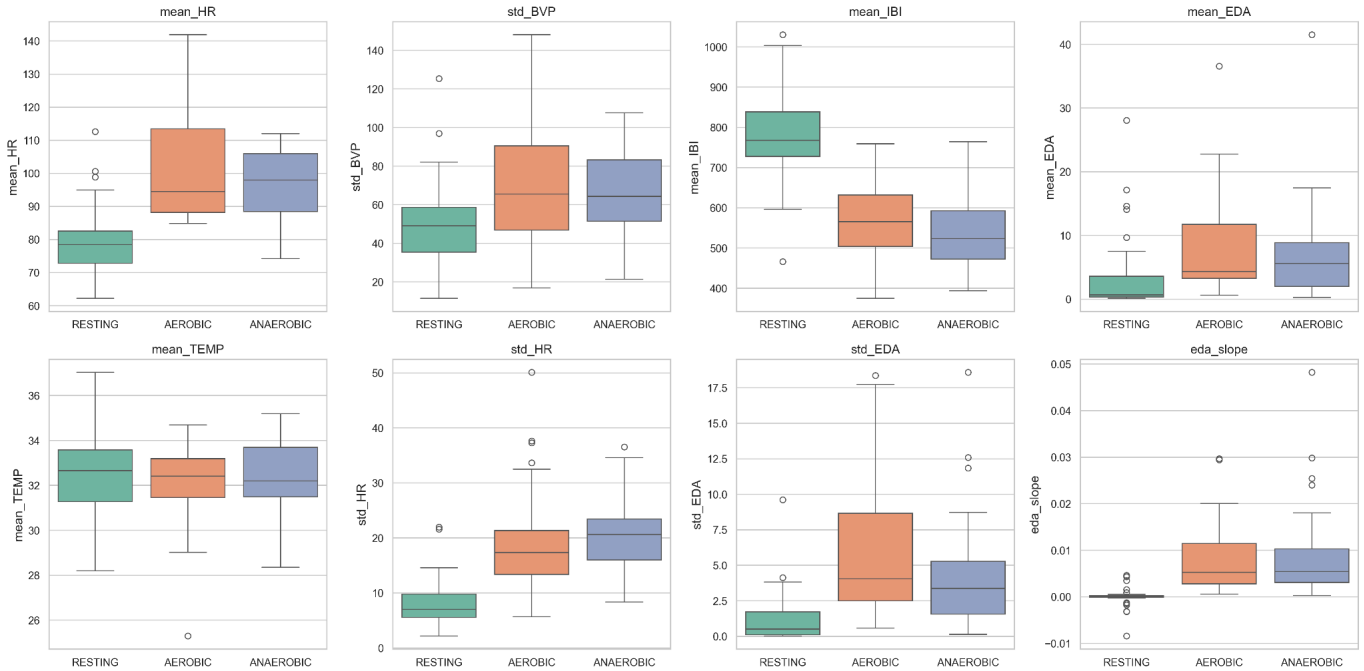 mean_HR
mean_HR
140
130
120
110
100
90
80
70
60
RESTING AEROBIC ANAEROBIC
std_BVP
std_BVP
140
120
100
80
60
40
20
RESTING AEROBIC ANAEROBIC
mean_IBI
mean_IBI
1000
900
800
700
600
500
400
RESTING AEROBIC ANAEROBIC
mean_EDA
mean_EDA
40
30
20
10
0
RESTING AEROBIC ANAEROBIC
mean_TEMP
mean_TEMP
36
34
32
30
28
26
RESTING AEROBIC ANAEROBIC
std_HR
std_HR
50
40
30
20
10
0
RESTING AEROBIC ANAEROBIC
std_EDA
std_EDA
17.5
15.0
12.5
10.0
7.5
5.0
2.5
0.0
RESTING AEROBIC ANAEROBIC
eda_slope
eda_slope
0.05
0.04
0.03
0.02
0.01
0.00
−0.01
RESTING AEROBIC ANAEROBIC